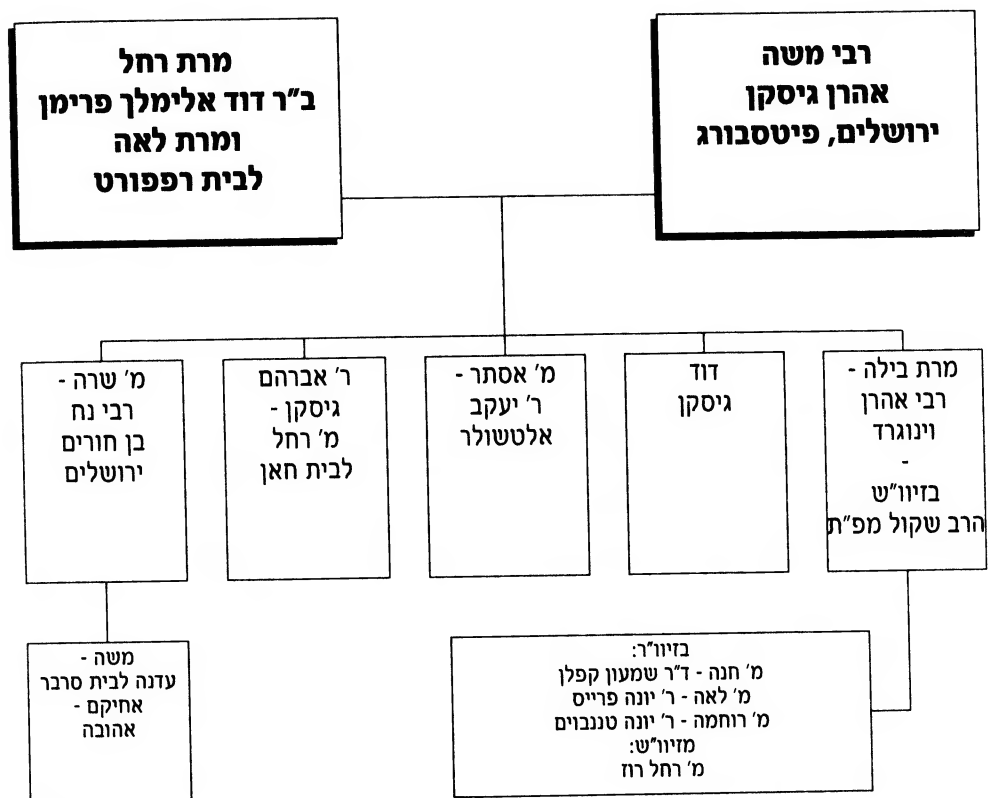 רבי משה
אהרן גיסקן
ירושלים, פיטסבורג
מרת רחל
ב"ר דוד אלימלך פרימן
ומרת לאה
לבית רפפורט
מרת בילה -
רבי אהרן
וינוגרד
-
בזיוו"ש
הרב שקול מפ"ת
דוד
גיסקן
מ' אסתר -
ר' יעקב
אלטשולר
ר' אברהם
גיסקן -
מ' רחל
לבית חאן
מ' שרה -
רבי נח
בן חורים
ירושלים
בזיוו"ר:
מ' חנה - ד"ר שמעון קפלן
מ' לאה - ר' יונה פרייס
מ' רוחמה - ר' יונה טננבוים
מזיוו"ש:
מ' רחל רוז
משה -
עדנה לבית סרבר
אחיקם -
אהובה